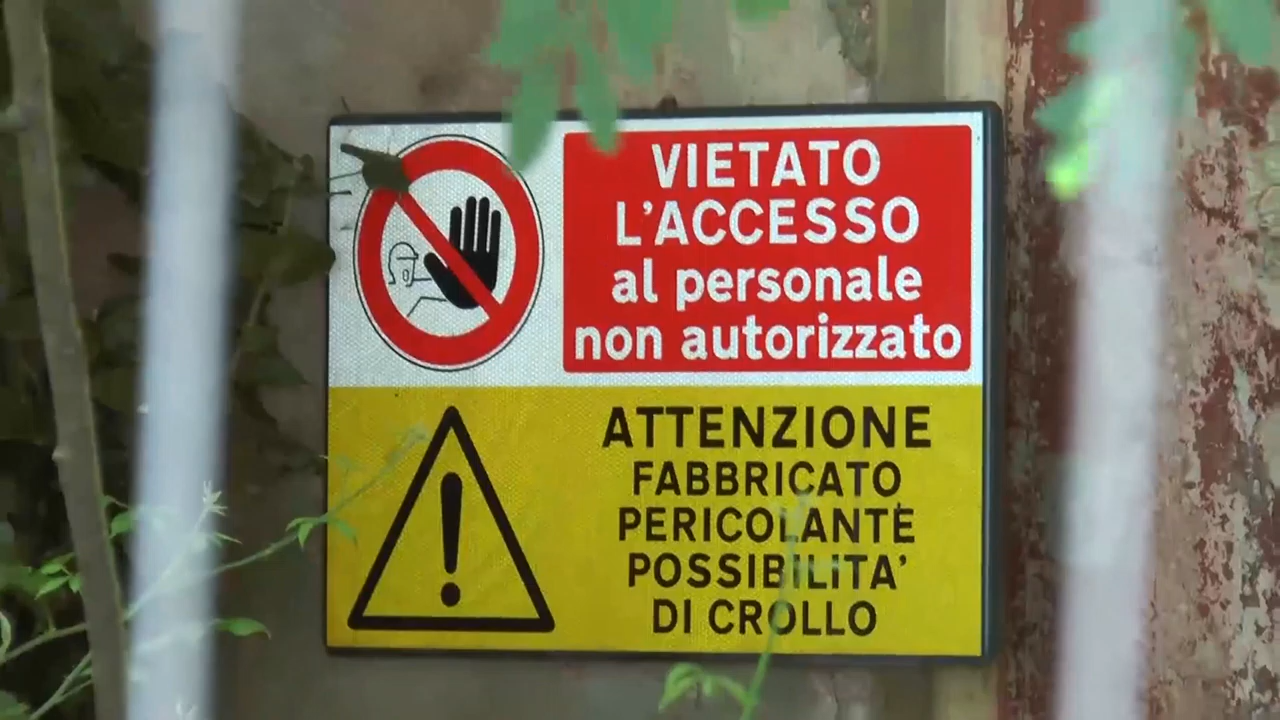 VIETATO
L'ACCESSO
al personale
non autorizzato
ATTENZIONE
FABBRICATO
PERICOLANTE
POSSIBILITA'
DI CROLLO